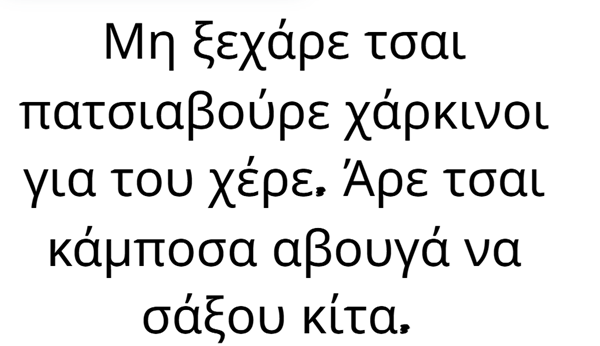 Μη ξεχάρε τσαι
πατσιαβούρε χάρκινοι
για του χέρε. Άρε τσαι
κάμποσα αβουγά να
σάξου κίτα.